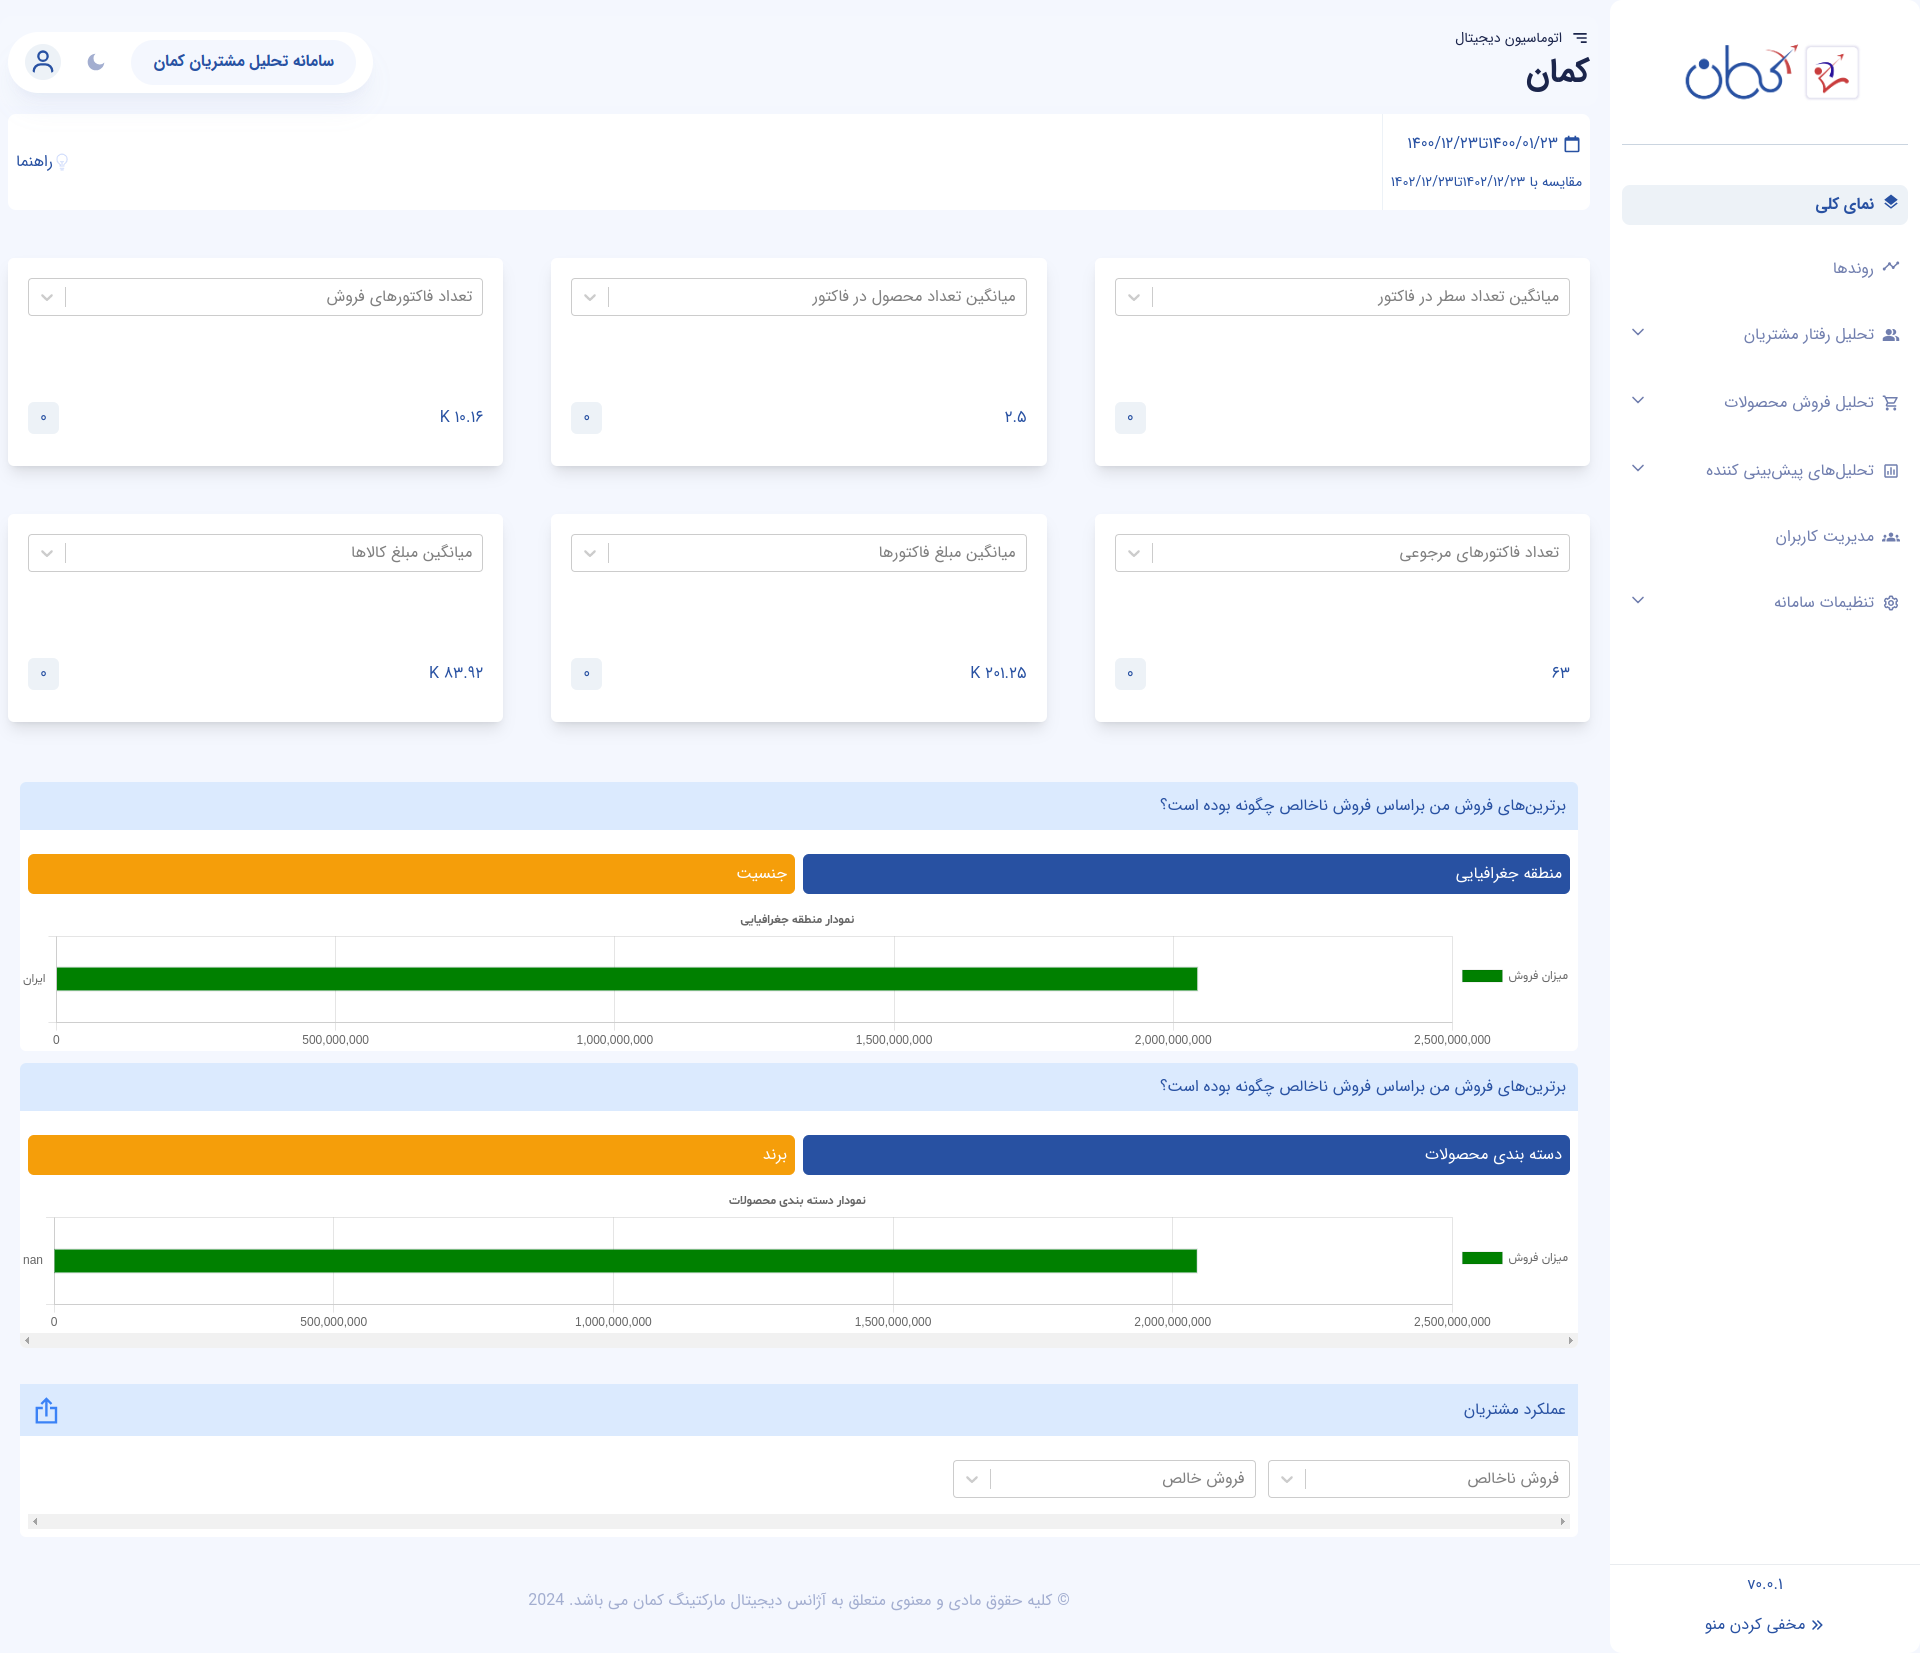 کمان
نمای کلی
روندها
تحلیل رفتار مشتریان
تحلیل فروش محصولات
تحلیل‌های پیش‌بینی کننده
مدیریت کاربران
تنظیمات سامانه
v۰.۰.۱
مخفی کردن منو
اتوماسیون دیجیتال
کمان
سامانه تحلیل مشتریان کمان
۱۴۰۰/۰۱/۲۳تا۱۴۰۰/۱۲/۲۳
مقایسه با ۱۴۰۲/۱۲/۲۳تا۱۴۰۲/۱۲/۲۳
راهنما
میانگین تعداد سطر در فاکتور
۰
میانگین تعداد محصول در فاکتور
۲.۵
۰
تعداد فاکتورهای فروش
۱۰.۱۶ K
۰
تعداد فاکتورهای مرجوعی
۶۳
۰
میانگین مبلغ فاکتورها
۲۰۱.۲۵ K
۰
میانگین مبلغ کالاها
۸۳.۹۲ K
۰
برترین‌های فروش من براساس فروش ناخالص چگونه بوده است؟
منطقه جغرافیایی
جنسیت
نمودار منطقه جغرافیایی
میزان فروش
ایران
0 500,000,000 1,000,000,000 1,500,000,000 2,000,000,000 2,500,000,000
برترین‌های فروش من براساس فروش ناخالص چگونه بوده است؟
دسته بندی محصولات
برند
نمودار دسته بندی محصولات
میزان فروش
nan
0 500,000,000 1,000,000,000 1,500,000,000 2,000,000,000 2,500,000,000
عملکرد مشتریان
فروش ناخالص
فروش خالص
© کلیه حقوق مادی و معنوی متعلق به آژانس دیجیتال مارکتینگ کمان می باشد. 2024